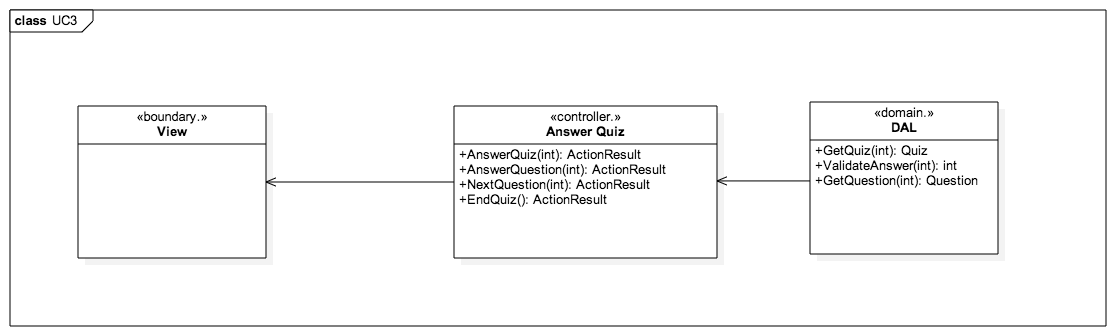 class UC3
«boundary.»
View
«controller.»
Answer Quiz
+AnswerQuiz(int): ActionResult
+AnswerQuestion(int): ActionResult
+NextQuestion(int): ActionResult
+EndQuiz(): ActionResult
«domain.»
DAL
+GetQuiz(int): Quiz
+ValidateAnswer(int): int
+GetQuestion(int): Question